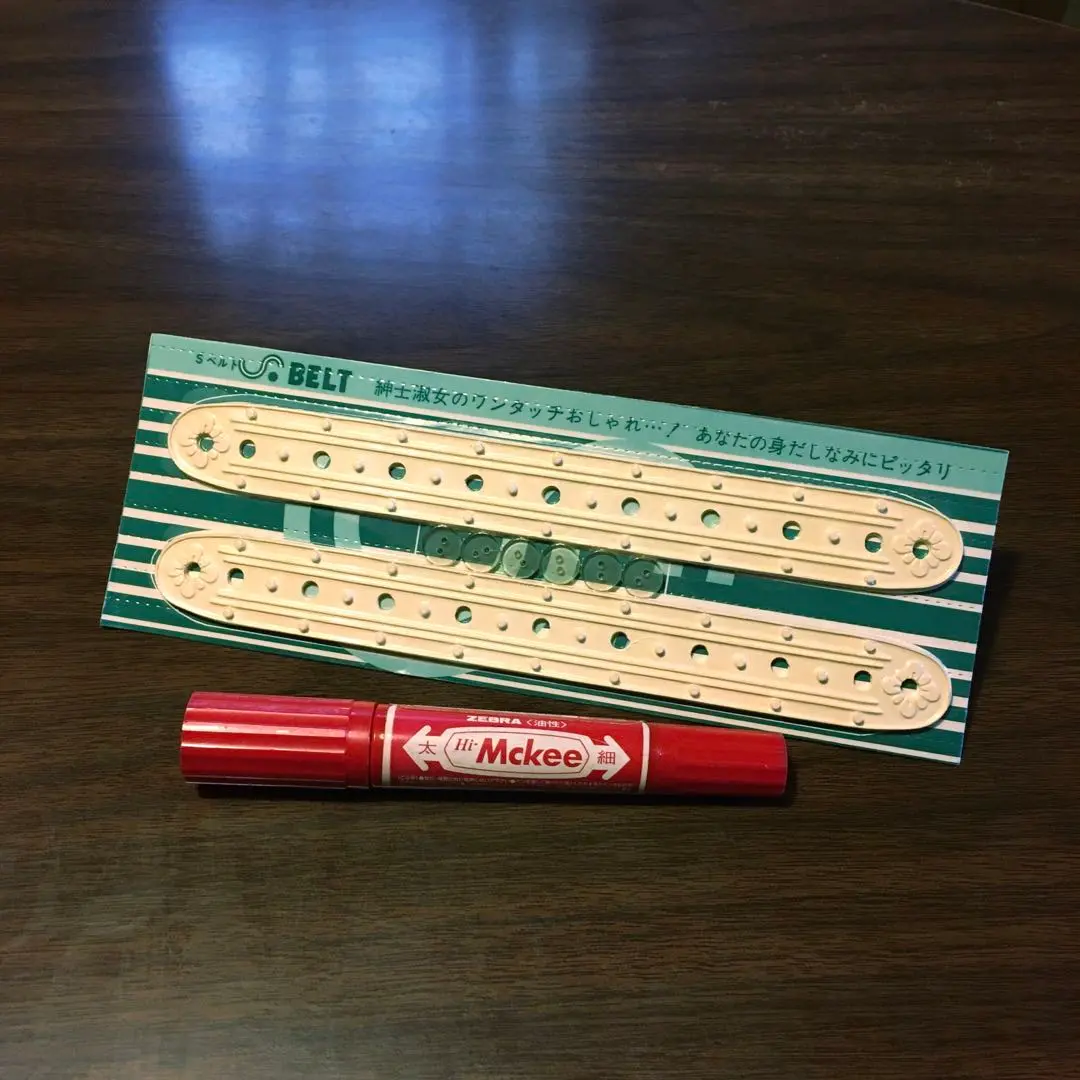 Sベルト S. BELT 紳士淑女のワンタッチおしゃれ…! あなたの身だしなみにピッタリ
ZEBRA〈油性〉
太 Hi-Mckee 細